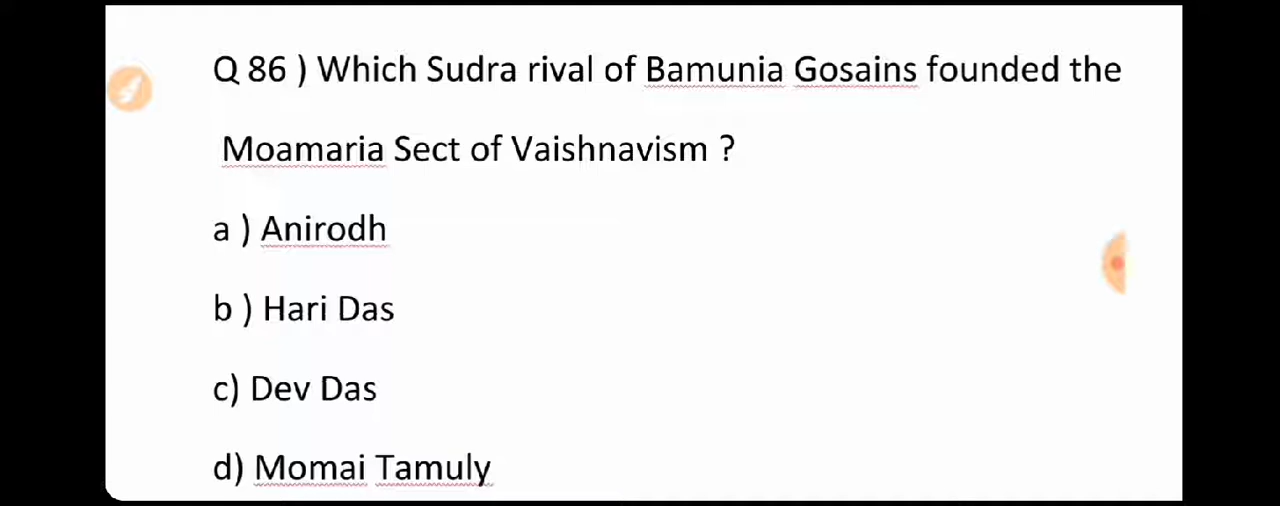 Q 86 ) Which Sudra rival of Bamunia Gosains founded the
Moamaria Sect of Vaishnavism ?
a ) Anirodh
b ) Hari Das
c) Dev Das
d) Momai Tamuly